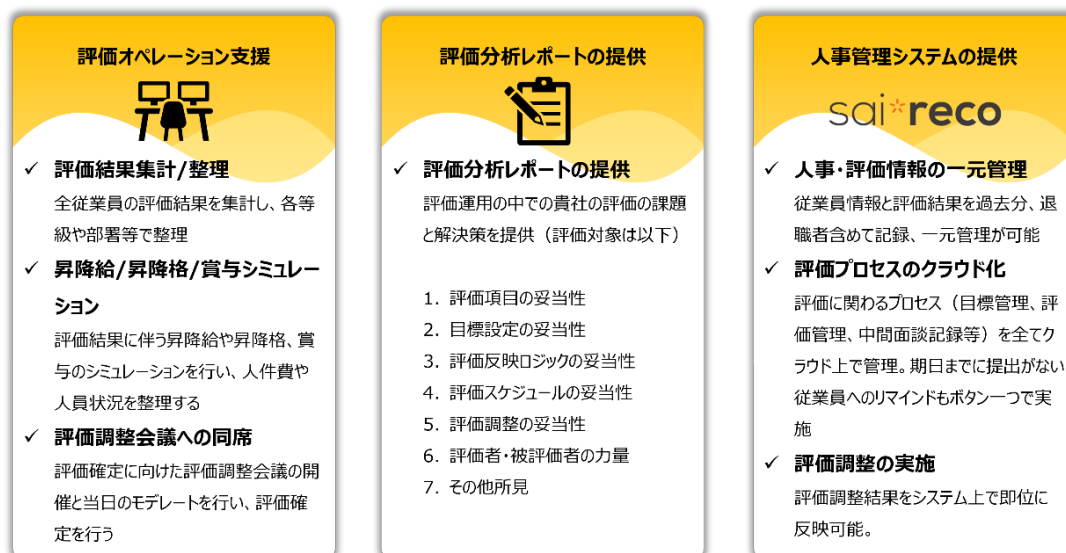 評価オペレーション支援
✓ 評価結果集計/整理
全従業員の評価結果を集計し、各等
級や部署等で整理
✓ 昇降給/昇降格/賞与シミュレー
ション
評価結果に伴う昇降給や昇降格、賞
与のシミュレーションを行い、人件費や
人員状況を整理する
✓ 評価調整会議への同席
評価確定に向けた評価調整会議の開
催と当日のモデレートを行い、評価確
定を行う
評価分析レポートの提供
✓ 評価分析レポートの提供
評価運用の中での貴社の評価の課題
と解決策を提供（評価対象は以下）
1. 評価項目の妥当性
2. 目標設定の妥当性
3. 評価反映ロジックの妥当性
4. 評価スケジュールの妥当性
5. 評価調整の妥当性
6. 評価者・被評価者の力量
7. その他所見
人事管理システムの提供
sai*reco
✓ 人事・評価情報の一元管理
従業員情報と評価結果を過去分、退
職者含めて記録、一元管理が可能
✓ 評価プロセスのクラウド化
評価に関わるプロセス（目標管理、評
価管理、中間面談記録等）を全てク
ラウド上で管理。期日までに提出がない
従業員へのリマインドもボタン一つで実
施
✓ 評価調整の実施
評価調整結果をシステム上で即位に
反映可能。